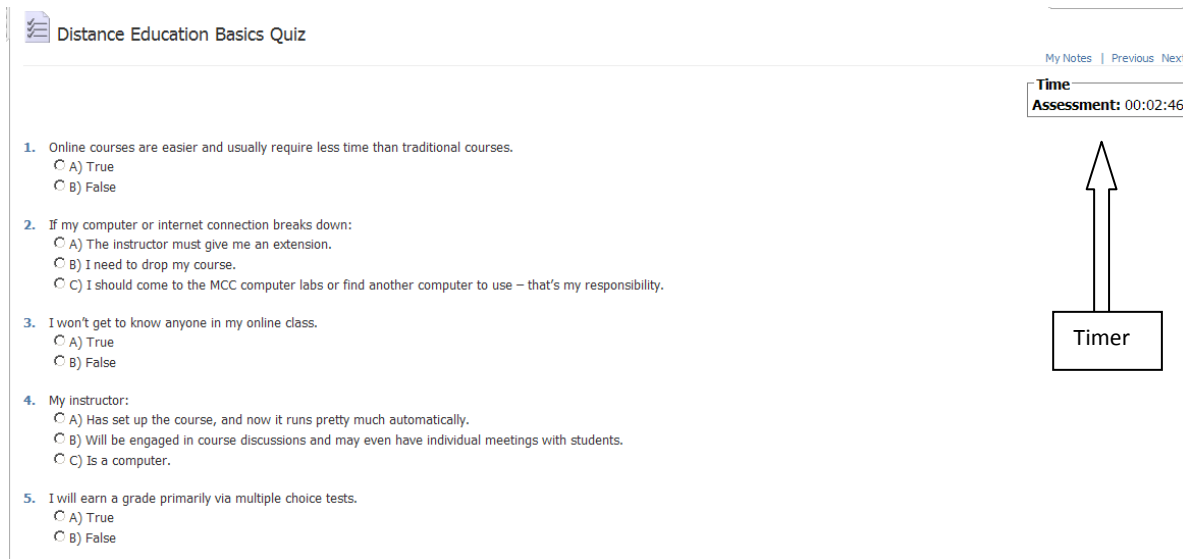 Distance Education Basics Quiz
My Notes | Previous Next
Time
Assessment: 00:02:46
1. Online courses are easier and usually require less time than traditional courses.
A) True
B) False
2. If my computer or internet connection breaks down:
A) The instructor must give me an extension.
B) I need to drop my course.
C) I should come to the MCC computer labs or find another computer to use – that's my responsibility.
3. I won't get to know anyone in my online class.
A) True
B) False
Timer
4. My instructor:
A) Has set up the course, and now it runs pretty much automatically.
B) Will be engaged in course discussions and may even have individual meetings with students.
C) Is a computer.
5. I will earn a grade primarily via multiple choice tests.
A) True
B) False